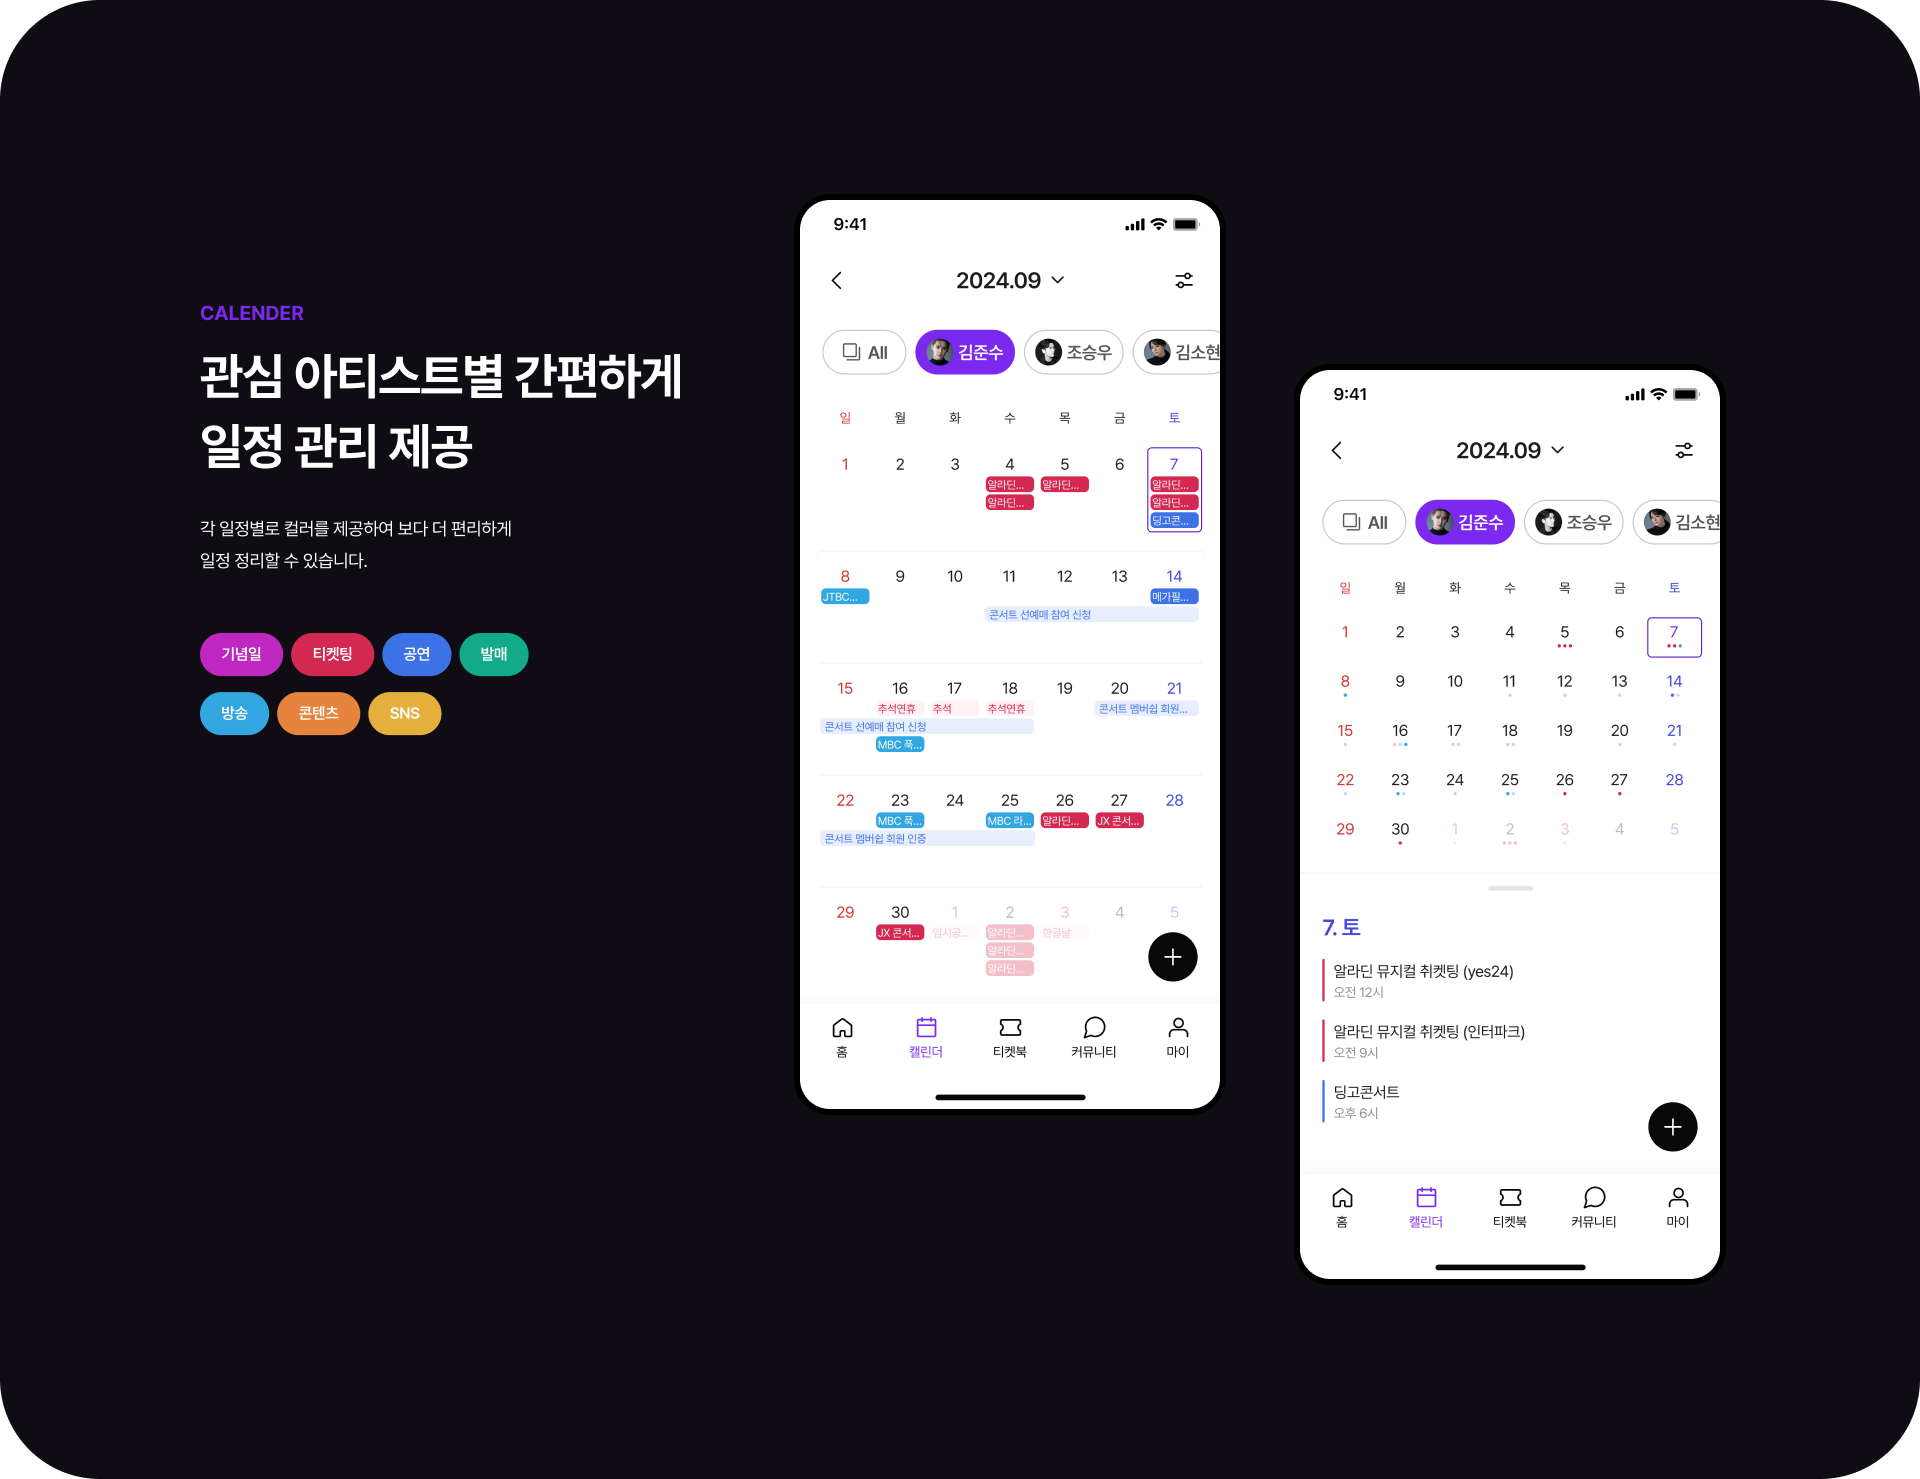 CALENDER
관심 아티스트별 간편하게
일정 관리 제공
각 일정별로 컬러를 제공하여 보다 더 편리하게
일정 정리할 수 있습니다.
기념일 티켓팅 공연 발매
방송 콘텐츠 SNS
9:41
2024.09
All 김준수 조승우 김소현
일 월 화 수 목 금 토
1 2 3 4 5 6 7
알라딘... 알라딘... 알라딘...
알라딘... 알라딘...
딩고콘...
8 9 10 11 12 13 14
JTBC... 메가필...
콘서트 선예매 참여 신청
15 16 17 18 19 20 21
추석연휴 추석 추석연휴 콘서트 멤버쉽 회원...
콘서트 선예매 참여 신청
MBC 푹...
22 23 24 25 26 27 28
MBC 푹... MBC 라... 알라딘... JX 콘서...
콘서트 멤버쉽 회원 인증
29 30 1 2 3 4 5
JX 콘서... 임시공... 알라딘... 한글날
알라딘...
알라딘...
홈 캘린더 티켓북 커뮤니티 마이
9:41
2024.09
All 김준수 조승우 김소현
일 월 화 수 목 금 토
1 2 3 4 5 6 7
8 9 10 11 12 13 14
15 16 17 18 19 20 21
22 23 24 25 26 27 28
29 30 1 2 3 4 5
7. 토
알라딘 뮤지컬 취켓팅 (yes24)
오전 12시
알라딘 뮤지컬 취켓팅 (인터파크)
오전 9시
딩고콘서트
오후 6시
홈 캘린더 티켓북 커뮤니티 마이